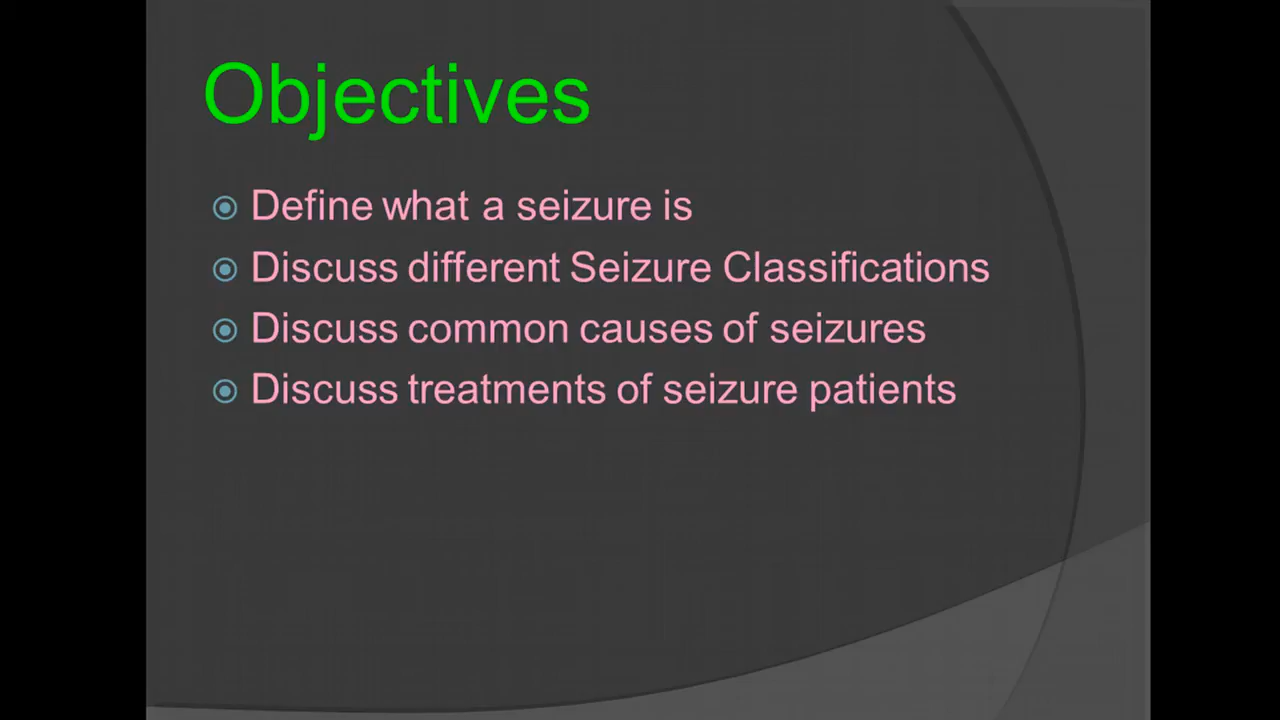 Objectives
Define what a seizure is
Discuss different Seizure Classifications
Discuss common causes of seizures
Discuss treatments of seizure patients